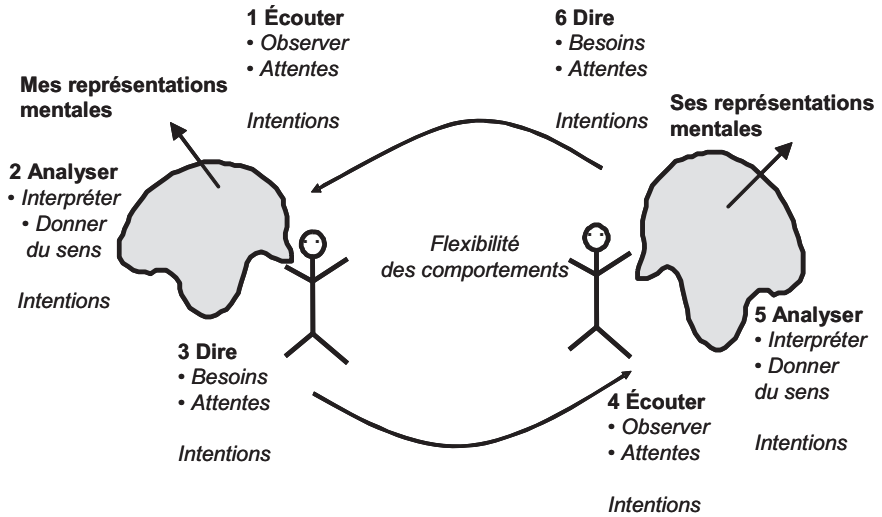 1 Écouter
• Observer
• Attentes
Intentions
6 Dire
• Besoins
• Attentes
Intentions
Mes représentations
mentales
Ses représentations
mentales
2 Analyser
• Interpréter
• Donner
du sens
Intentions
Flexibilité
des comportements
3 Dire
• Besoins
• Attentes
Intentions
4 Écouter
• Observer
• Attentes
Intentions
5 Analyser
• Interpréter
• Donner
du sens
Intentions